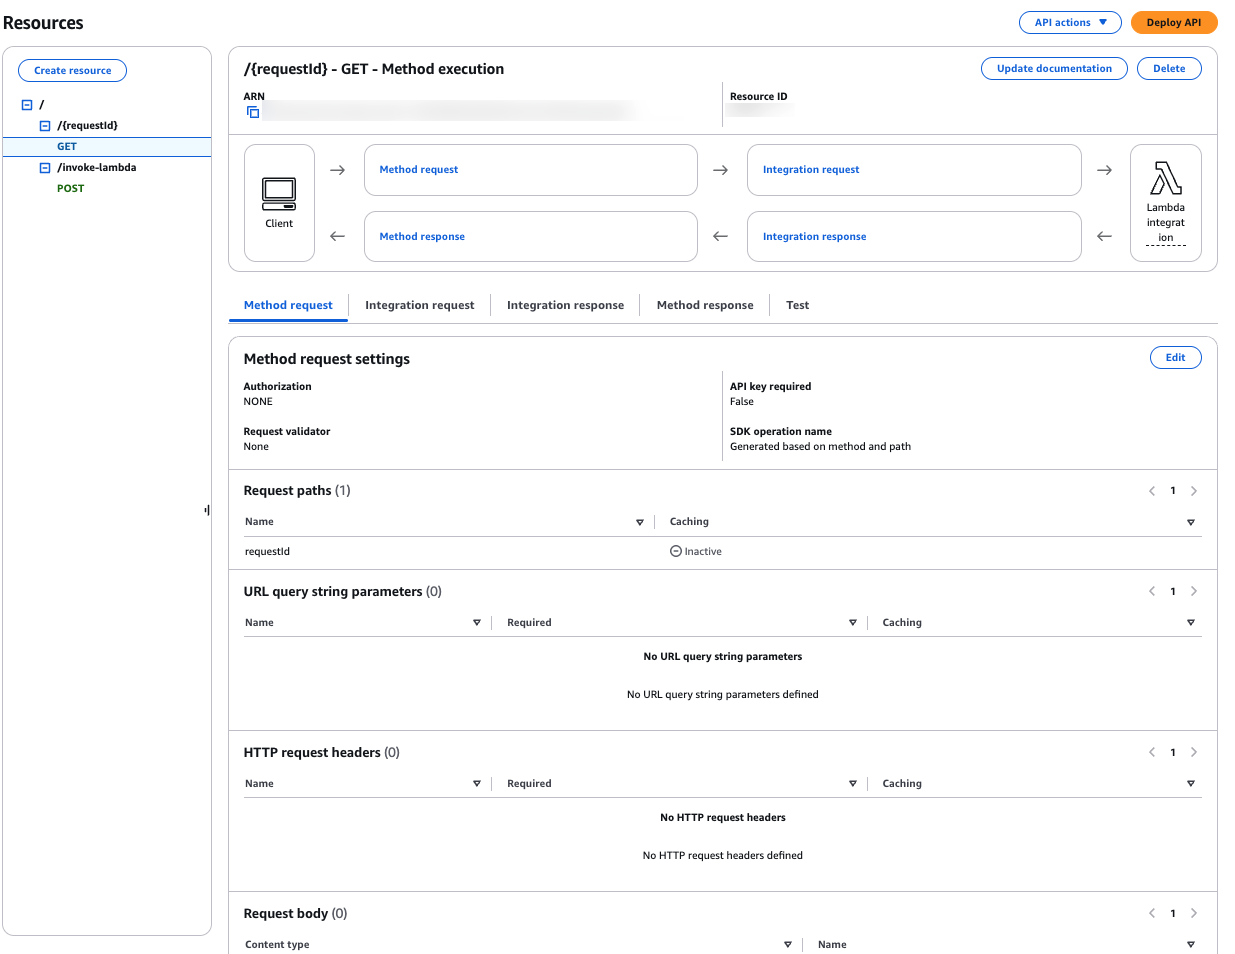 Resources
API actions
Deploy API
Create resource
/
/{requestId}
GET
/invoke-lambda
POST
/{requestId} - GET - Method execution
Update documentation
Delete
ARN
Resource ID
Client
Method request
Integration request
Method response
Integration response
Lambda
integrat
ion
Method request
Integration request
Integration response
Method response
Test
Method request settings
Edit
Authorization
NONE
API key required
False
Request validator
None
SDK operation name
Generated based on method and path
Request paths (1)
1
Name
Caching
requestId
Inactive
URL query string parameters (0)
1
Name
Required
Caching
No URL query string parameters
No URL query string parameters defined
HTTP request headers (0)
1
Name
Required
Caching
No HTTP request headers
No HTTP request headers defined
Request body (0)
1
Content type
Name